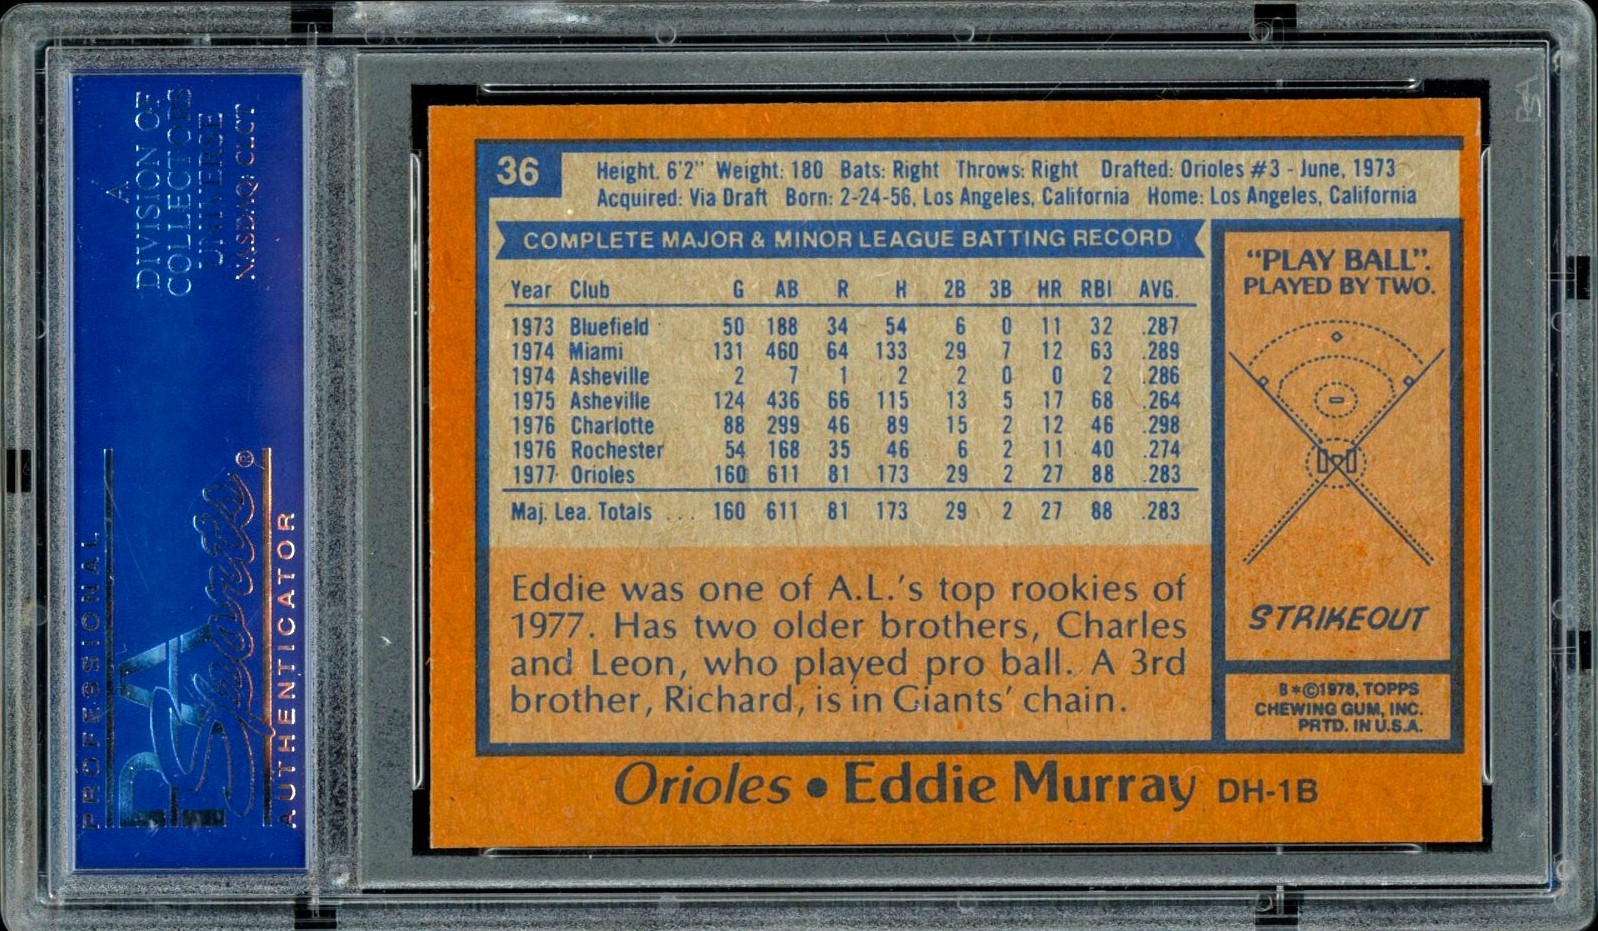 A
DIVISION OF
COLLECTORS
UNIVERSE
NASDAQ: CLCT
PROFESSIONAL
PSA
Sports
®
AUTHENTICATOR
PSA
36
Height. 6'2" Weight: 180 Bats: Right Throws: Right Drafted: Orioles #3 - June, 1973
Acquired: Via Draft Born: 2-24-56, Los Angeles, California Home: Los Angeles, California
COMPLETE MAJOR & MINOR LEAGUE BATTING RECORD
Year Club G AB R H 2B 3B HR RBI AVG.
1973 Bluefield 50 188 34 54 6 0 11 32 .287
1974 Miami 131 460 64 133 29 7 12 63 .289
1974 Asheville 2 7 1 2 2 0 0 2 .286
1975 Asheville 124 436 66 115 13 5 17 68 .264
1976 Charlotte 88 299 46 89 15 2 12 46 .298
1976 Rochester 54 168 35 46 6 2 11 40 .274
1977 Orioles 160 611 81 173 29 2 27 88 .283
Maj. Lea. Totals ... 160 611 81 173 29 2 27 88 .283
Eddie was one of A.L.'s top rookies of
1977. Has two older brothers, Charles
and Leon, who played pro ball. A 3rd
brother, Richard, is in Giants' chain.
"PLAY BALL".
PLAYED BY TWO.
STRIKEOUT
B*©1978, TOPPS
CHEWING GUM, INC.
PRTD. IN U.S.A.
Orioles • Eddie Murray DH-1B